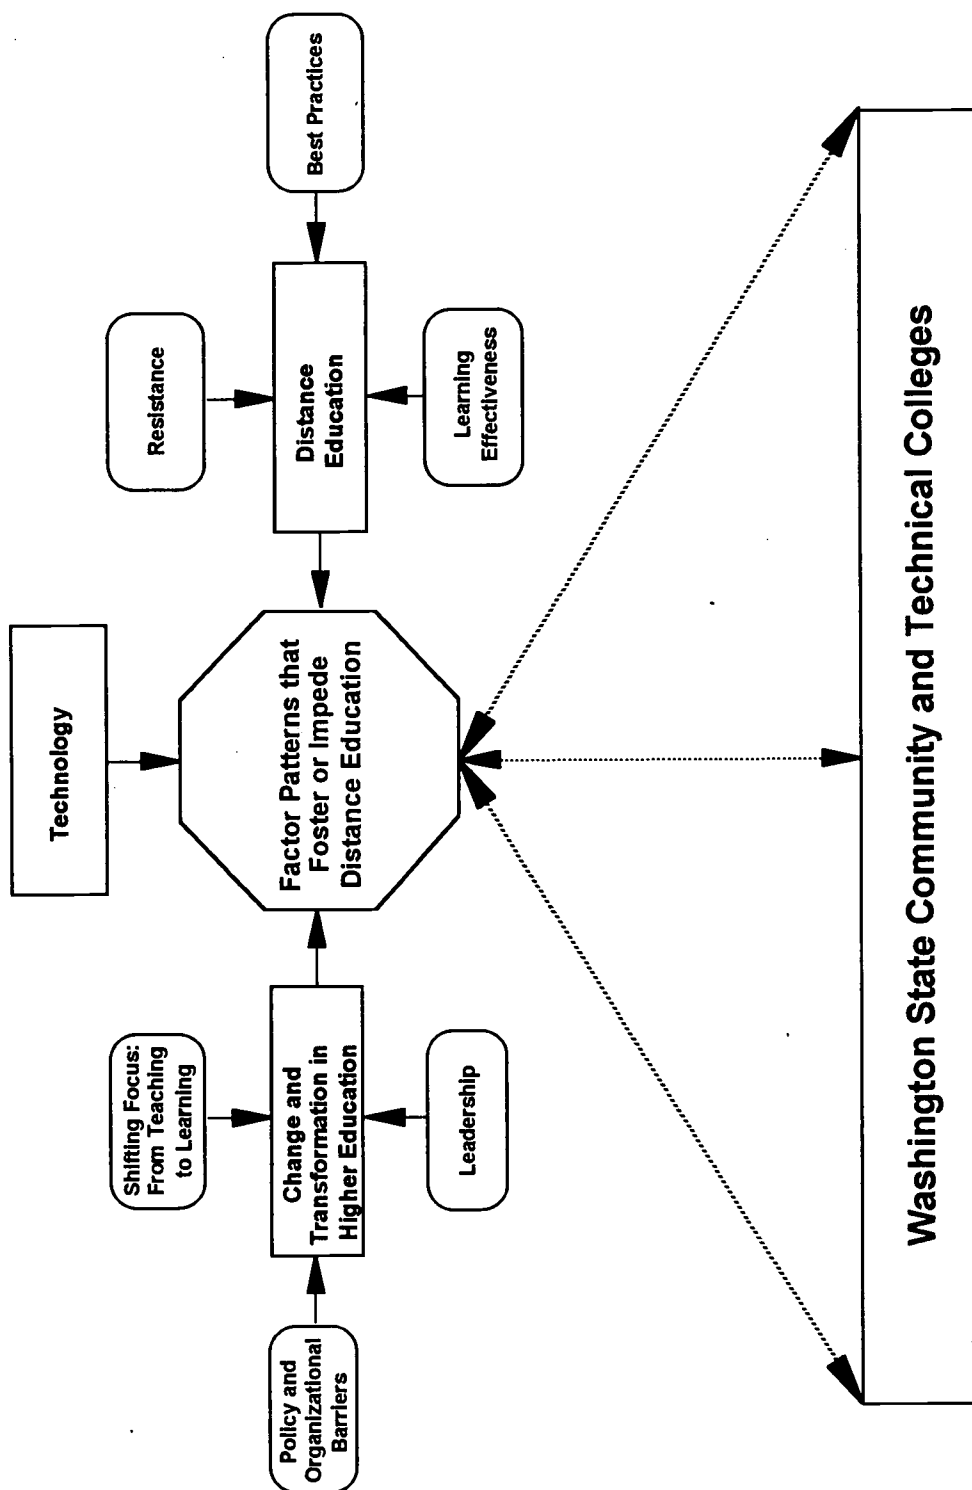 Technology
Shifting Focus:
From Teaching
to Learning
Resistance
Policy and
Organizational
Barriers
Change and
Transformation in
Higher Education
Factor Patterns that
Foster or Impede
Distance Education
Distance
Education
Best Practices
Leadership
Learning
Effectiveness
Washington State Community and Technical Colleges